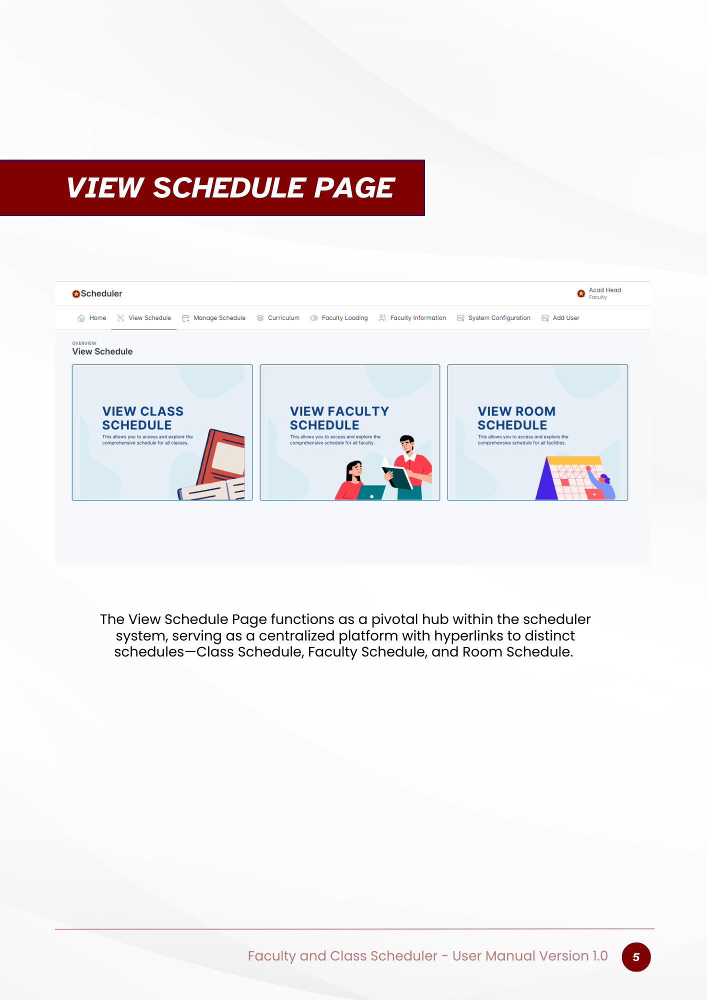 VIEW SCHEDULE PAGE
Scheduler
Acad Head
Faculty
Home View Schedule Manage Schedule Curriculum Faculty Loading Faculty Information System Configuration Add User
OVERVIEW
View Schedule
VIEW CLASS
SCHEDULE
This allows you to access and explore the
comprehensive schedule for all classes.
VIEW FACULTY
SCHEDULE
This allows you to access and explore the
comprehensive schedule for all faculty.
VIEW ROOM
SCHEDULE
This allows you to access and explore the
comprehensive schedule for all facilities.
The View Schedule Page functions as a pivotal hub within the scheduler
system, serving as a centralized platform with hyperlinks to distinct
schedules—Class Schedule, Faculty Schedule, and Room Schedule.
Faculty and Class Scheduler - User Manual Version 1.0
5